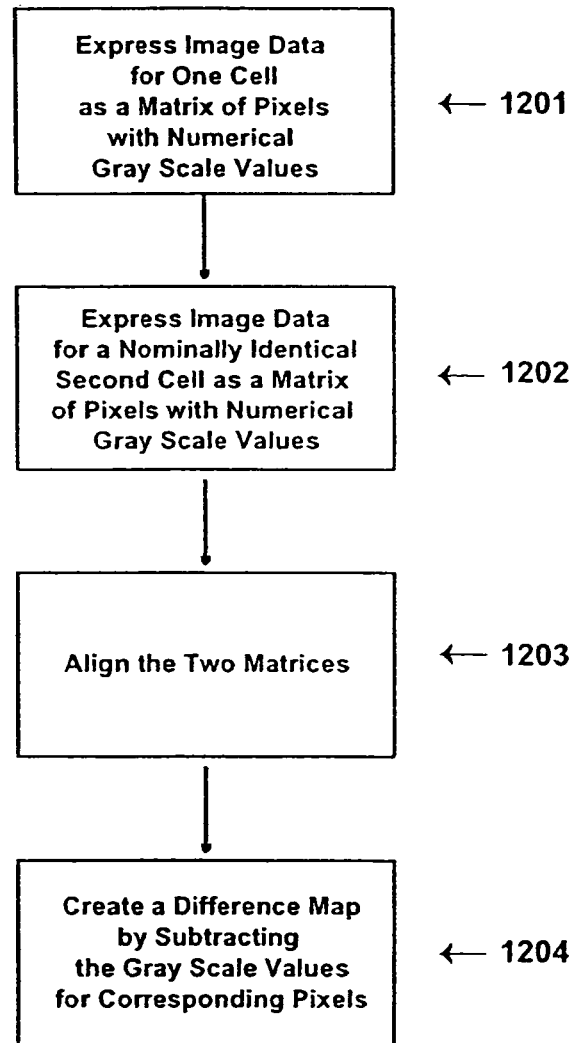 Express Image Data
for One Cell
as a Matrix of Pixels
with Numerical
Gray Scale Values
← 1201
Express Image Data
for a Nominally Identical
Second Cell as a Matrix
of Pixels with Numerical
Gray Scale Values
← 1202
Align the Two Matrices
← 1203
Create a Difference Map
by Subtracting
the Gray Scale Values
for Corresponding Pixels
← 1204